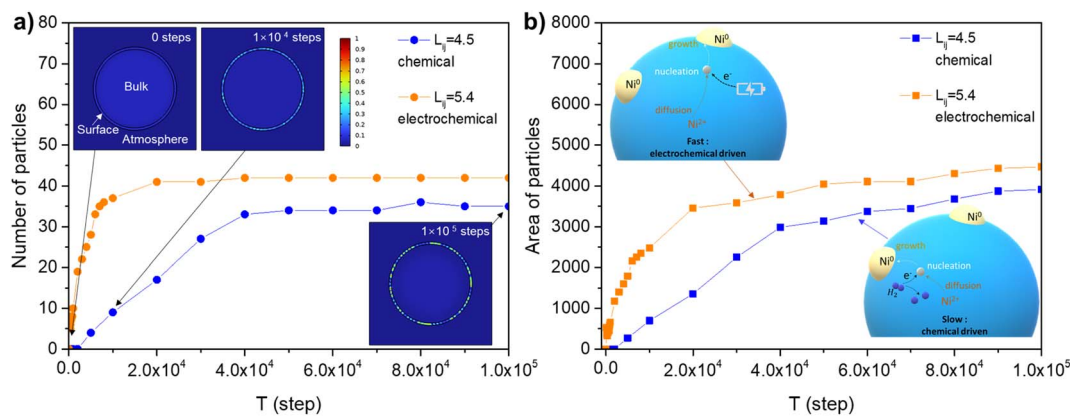 a)
Number of particles
80
70
60
50
40
30
20
10
0
0.0
2.0x10⁴
4.0x10⁴
6.0x10⁴
8.0x10⁴
1.0x10⁵
T (step)
0 steps
Bulk
Surface
Atmosphere
1×10⁴ steps
1
0.9
0.8
0.7
0.6
0.5
0.4
0.3
0.2
0.1
0
L_ij=4.5
chemical
L_ij=5.4
electrochemical
1×10⁵ steps
b)
Area of particles
8000
7000
6000
5000
4000
3000
2000
1000
0
0.0
2.0x10⁴
4.0x10⁴
6.0x10⁴
8.0x10⁴
1.0x10⁵
T (step)
Ni⁰
growth
Ni⁰
nucleation
e⁻
diffusion
Ni²⁺
Fast :
electrochemical driven
L_ij=4.5
chemical
L_ij=5.4
electrochemical
Ni⁰
growth
Ni⁰
nucleation
e⁻
diffusion
H₂
Ni²⁺
Slow :
chemical driven